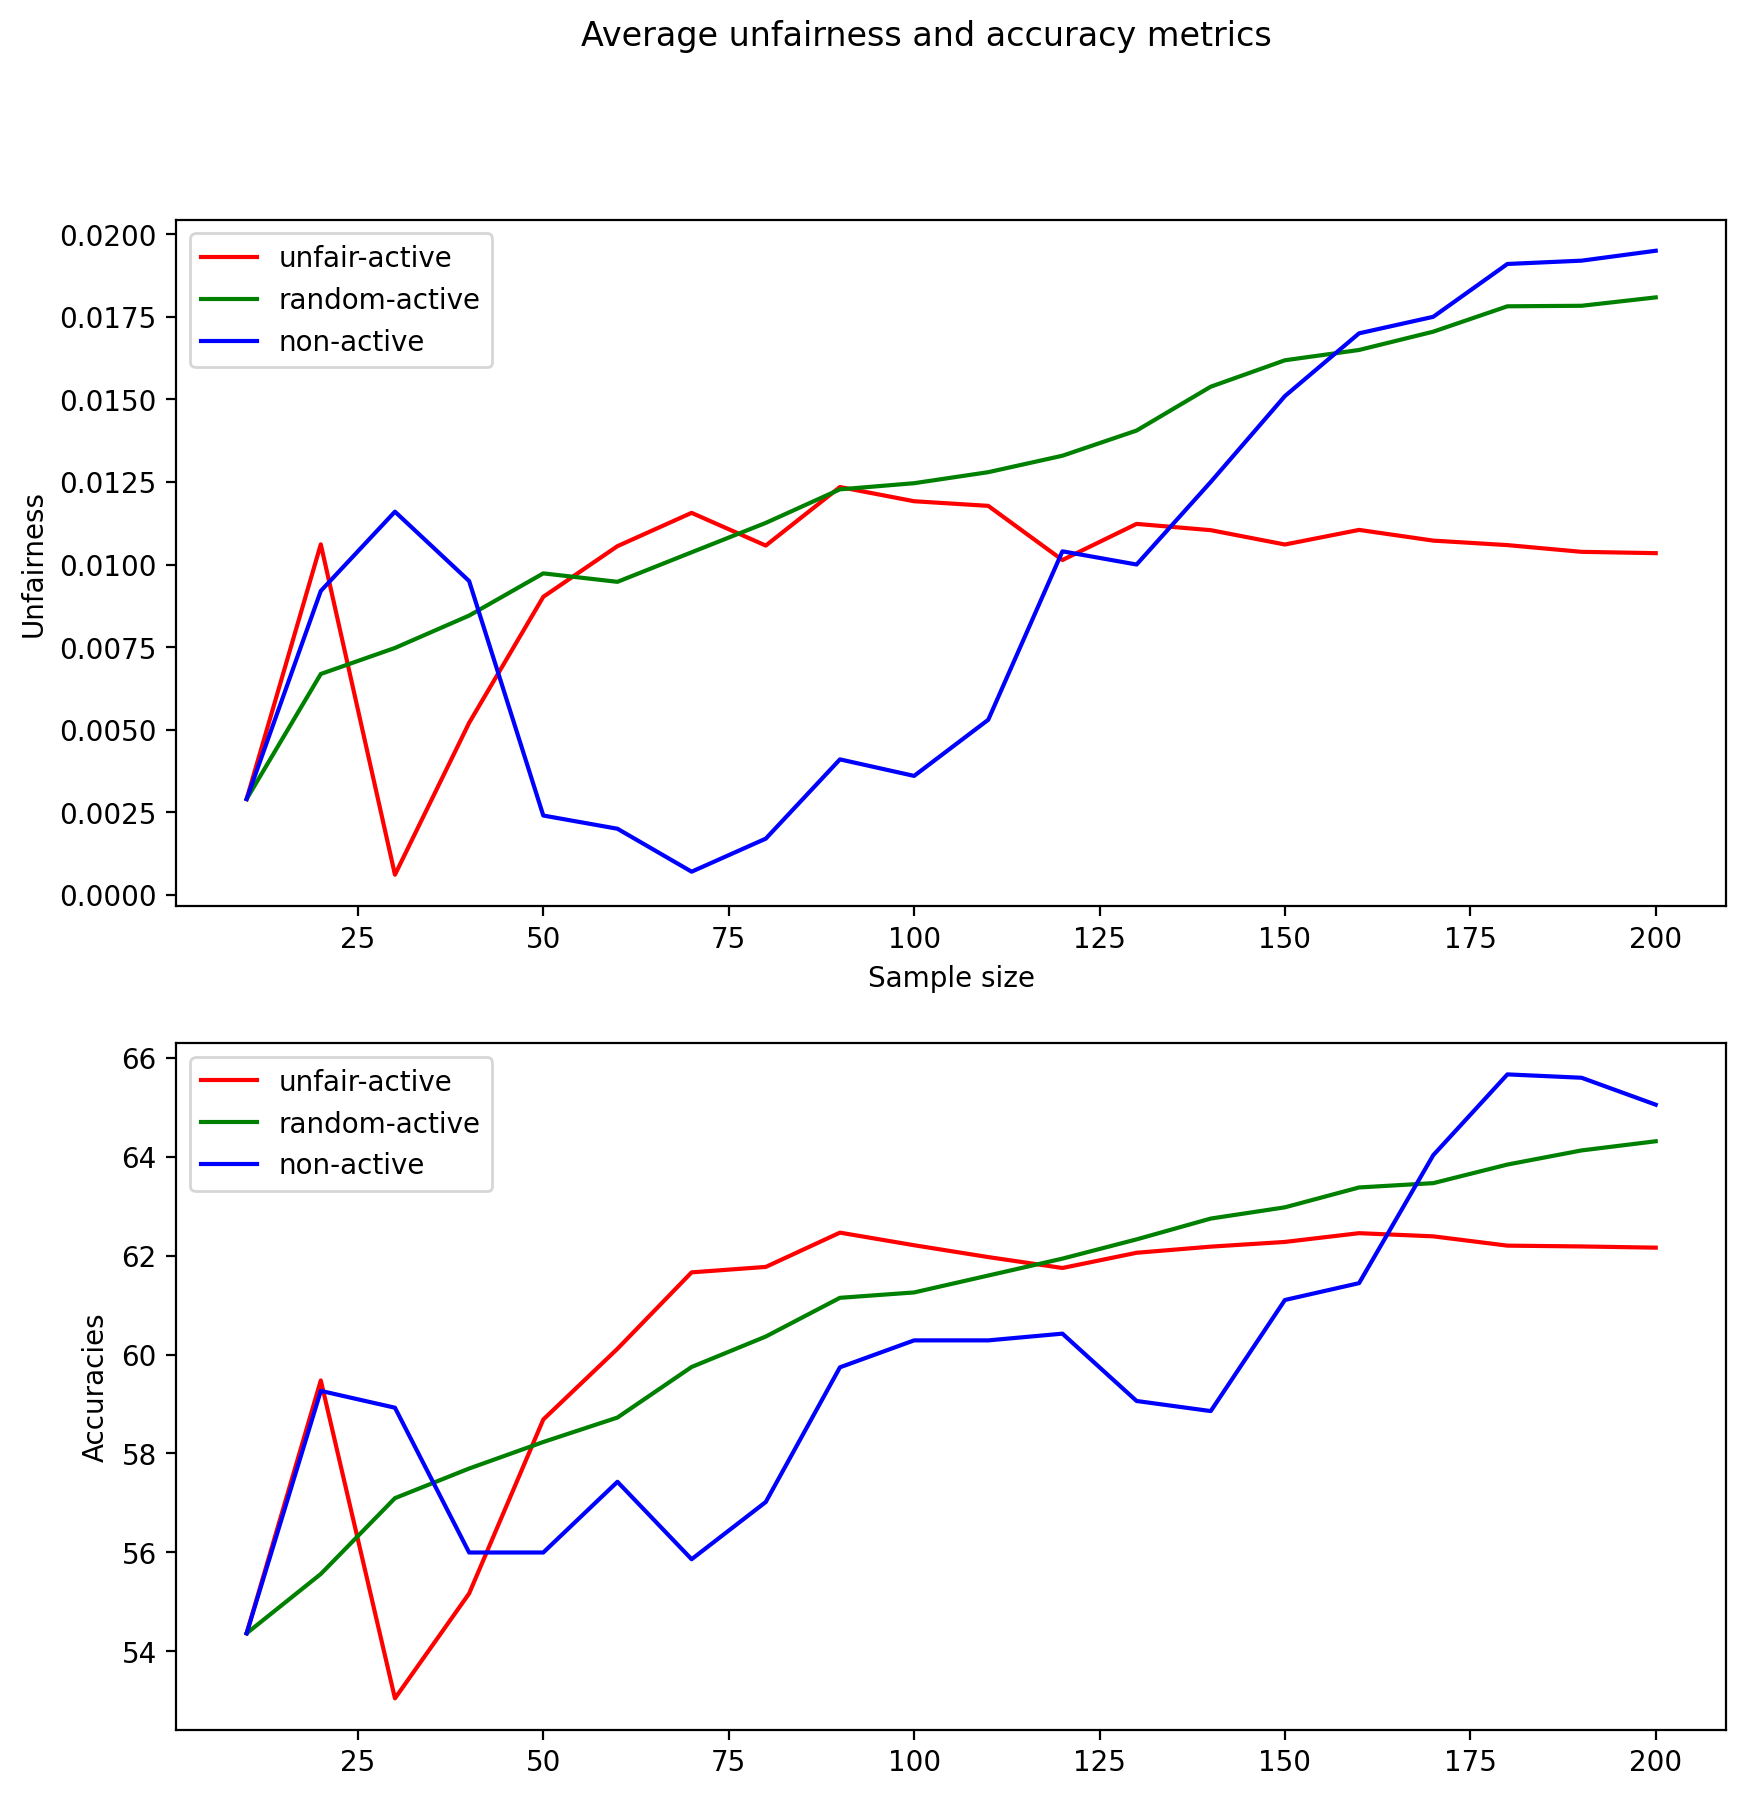 Average unfairness and accuracy metrics
0.0200
0.0175
0.0150
0.0125
0.0100
0.0075
0.0050
0.0025
0.0000
Unfairness
unfair-active
random-active
non-active
25 50 75 100 125 150 175 200
Sample size
66
64
62
60
58
56
54
Accuracies
unfair-active
random-active
non-active
25 50 75 100 125 150 175 200